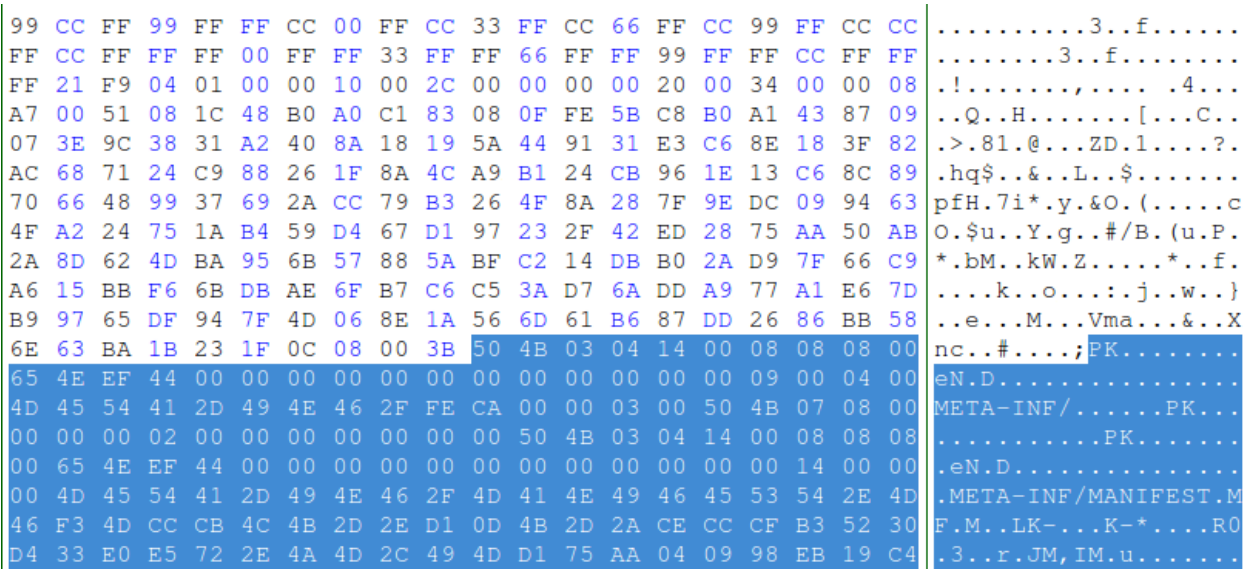 99 CC FF 99 FF FF CC 00 FF CC 33 FF CC 66 FF CC 99 FF CC CC ..........3..f......
FF CC FF FF FF 00 FF FF 33 FF FF 66 FF FF 99 FF FF CC FF FF ........3..f........
FF 21 F9 04 01 00 00 10 00 2C 00 00 00 00 20 00 34 00 00 08 .!.......,.... .4...
A7 00 51 08 1C 48 B0 A0 C1 83 08 0F FE 5B C8 B0 A1 43 87 09 ..Q..H.......[...C..
07 3E 9C 38 31 A2 40 8A 18 19 5A 44 91 31 E3 C6 8E 18 3F 82 .>.81.@...ZD.1....?.
AC 68 71 24 C9 88 26 1F 8A 4C A9 B1 24 CB 96 1E 13 C6 8C 89 .hq$..&..L..$.......
70 66 48 99 37 69 2A CC 79 B3 26 4F 8A 28 7F 9E DC 09 94 63 pfH.7i*.y.&O.(.....c
4F A2 24 75 1A B4 59 D4 67 D1 97 23 2F 42 ED 28 75 AA 50 AB O.$u..Y.g..#/B.(u.P.
2A 8D 62 4D BA 95 6B 57 88 5A BF C2 14 DB B0 2A D9 7F 66 C9 *.bM..kW.Z.....*..f.
A6 15 BB F6 6B DB AE 6F B7 C6 C5 3A D7 6A DD A9 77 A1 E6 7D ....k..o...:.j..w..}
B9 97 65 DF 94 7F 4D 06 8E 1A 56 6D 61 B6 87 DD 26 86 BB 58 ..e...M...Vma...&..X
6E 63 BA 1B 23 1F 0C 08 00 3B 50 4B 03 04 14 00 08 08 08 00 nc..#....;PK........
65 4E EF 44 00 00 00 00 00 00 00 00 00 00 00 00 09 00 04 00 eN.D................
4D 45 54 41 2D 49 4E 46 2F FE CA 00 00 03 00 50 4B 07 08 00 META-INF/......PK...
00 00 00 02 00 00 00 00 00 00 00 50 4B 03 04 14 00 08 08 08 ...........PK.......
00 65 4E EF 44 00 00 00 00 00 00 00 00 00 00 00 00 14 00 00 .eN.D...............
00 4D 45 54 41 2D 49 4E 46 2F 4D 41 4E 49 46 45 53 54 2E 4D .META-INF/MANIFEST.M
46 F3 4D CC CB 4C 4B 2D 2E D1 0D 4B 2D 2A CE CC CF B3 52 30 F.M..LK-...K-*....R0
D4 33 E0 E5 72 2E 4A 4D 2C 49 4D D1 75 AA 04 09 98 EB 19 C4 .3..r.JM,IM.u.......